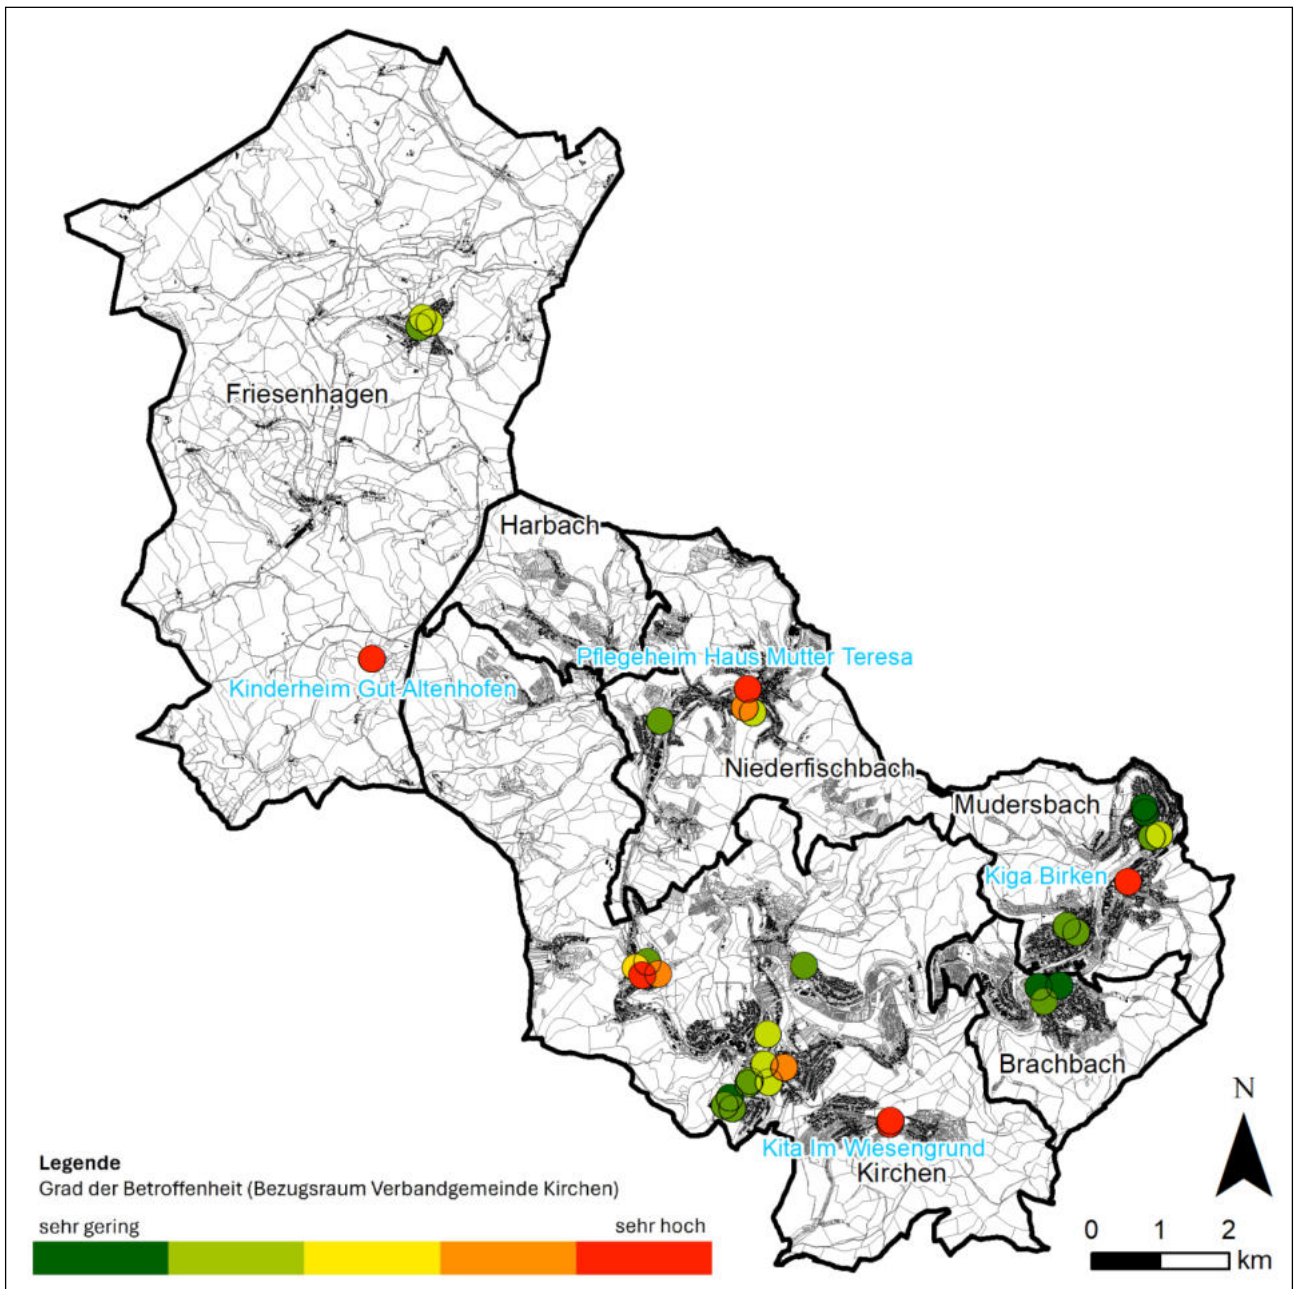 Friesenhagen
Harbach
Pflegeheim Haus Mutter Teresa
Kinderheim Gut Altenhofen
Niederfischbach
Mudersbach
Kiga Birken
Brachbach
Kita Im Wiesengrund
Kirchen
N
Legende
Grad der Betroffenheit (Bezugsraum Verbandgemeinde Kirchen)
sehr gering sehr hoch
0 1 2
km